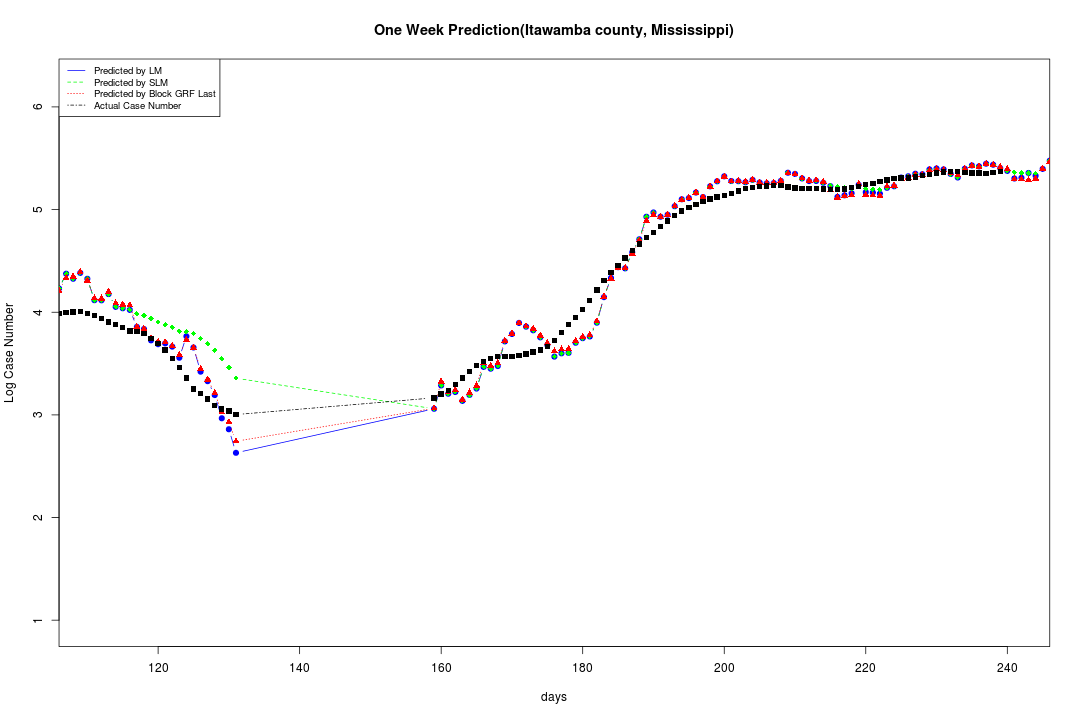 One Week Prediction(Itawamba county, Mississippi)
Predicted by LM
Predicted by SLM
Predicted by Block GRF Last
Actual Case Number
Log Case Number
6
5
4
3
2
1
120 140 160 180 200 220 240
days